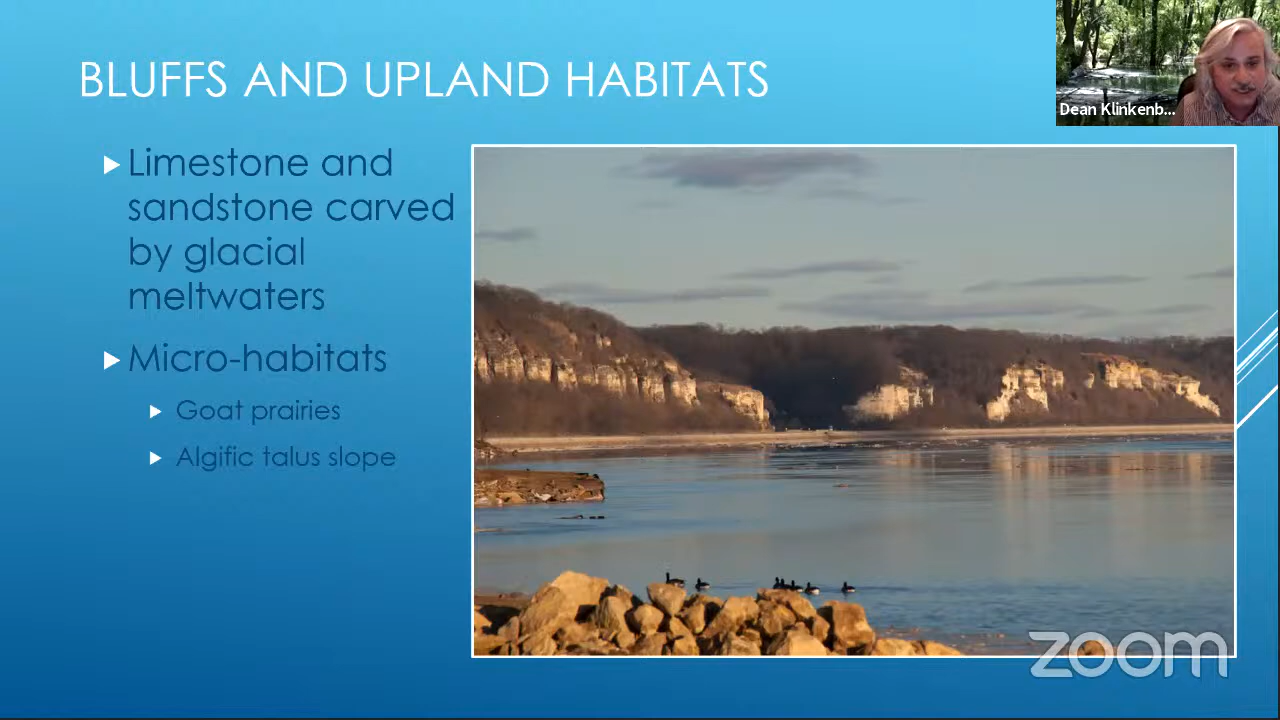 BLUFFS AND UPLAND HABITATS
Dean Klinkenb...
Limestone and
sandstone carved
by glacial
meltwaters
Micro-habitats
Goat prairies
Algific talus slope
zoom